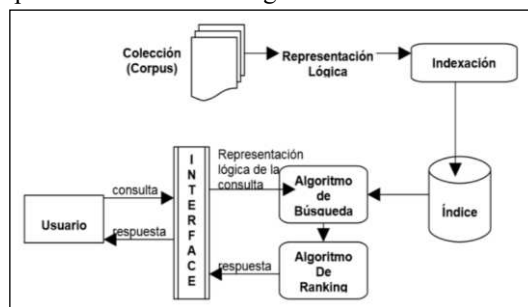 Colección
(Corpus)
Representación
Lógica
Indexación
INTERFACE
Representación
lógica de la
consulta
Algoritmo
de
Búsqueda
Índice
consulta
Usuario
respuesta
respuesta
Algoritmo
De
Ranking